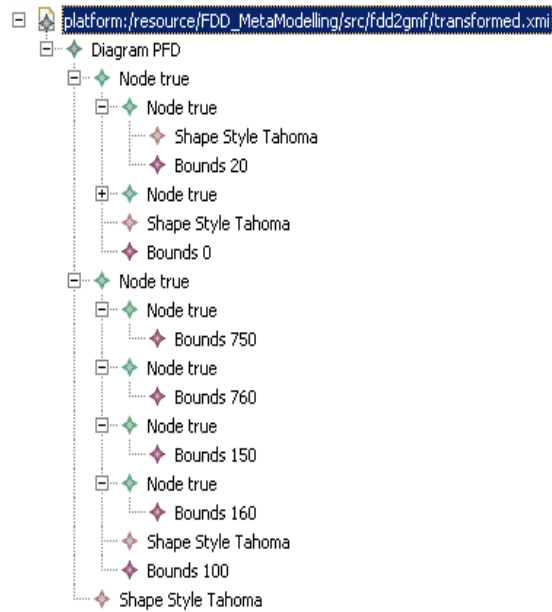 platform:/resource/FDD_MetaModelling/src/fdd2gmf/transformed.xmi
Diagram PFD
Node true
Node true
Shape Style Tahoma
Bounds 20
Node true
Shape Style Tahoma
Bounds 0
Node true
Node true
Bounds 750
Node true
Bounds 760
Node true
Bounds 150
Node true
Bounds 160
Shape Style Tahoma
Bounds 100
Shape Style Tahoma